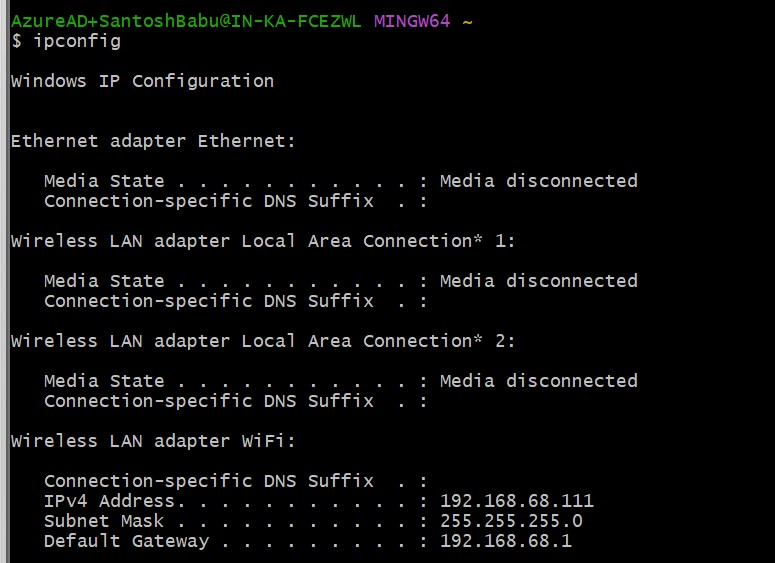 AzureAD+SantoshBabu@IN-KA-FCEZWL MINGW64 ~
$ ipconfig
Windows IP Configuration
Ethernet adapter Ethernet:
Media State . . . . . . . . . . . : Media disconnected
Connection-specific DNS Suffix  . :
Wireless LAN adapter Local Area Connection* 1:
Media State . . . . . . . . . . . : Media disconnected
Connection-specific DNS Suffix  . :
Wireless LAN adapter Local Area Connection* 2:
Media State . . . . . . . . . . . : Media disconnected
Connection-specific DNS Suffix  . :
Wireless LAN adapter WiFi:
Connection-specific DNS Suffix  . :
IPv4 Address. . . . . . . . . . . : 192.168.68.111
Subnet Mask . . . . . . . . . . . : 255.255.255.0
Default Gateway . . . . . . . . . : 192.168.68.1